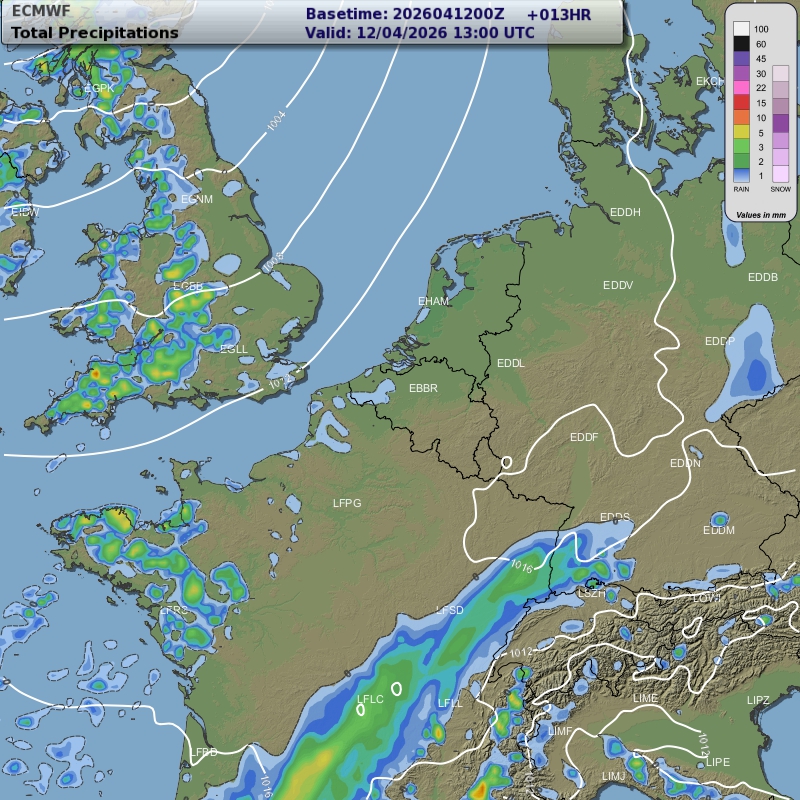 ECMWF
Basetime: 2026041200Z +013HR
Total Precipitations
Valid: 12/04/2026 13:00 UTC
100
60
45
30
22
15
10
5
3
2
1
RAIN SNOW
Values in mm
EGPK
EKCH
1004
EGNM
EIDW
EDDH
1008
EGBB
EDDV
EDDB
EHAM
EDDP
EGLL
EDDL
1012
EBBR
EDDF
EDDN
LFPG
EDDS
EDDM
1016
LSZH
LOWI
LFRS
LFSD
1012
LFLC
LFLL
LIME
LIPZ
LIMF
1012
LFBD
LIPE
LIMJ
1016